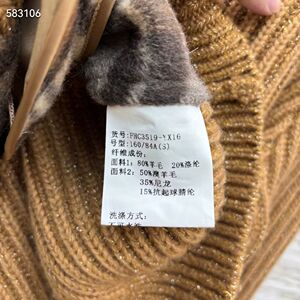 583106
货号:FHC3519-YX16
号型:160/84A(S)
纤维成份:
面料1:80%羊毛 20%涤纶
面料2:50%澳羊毛
35%尼龙
15%抗起球腈纶
洗涤方式: